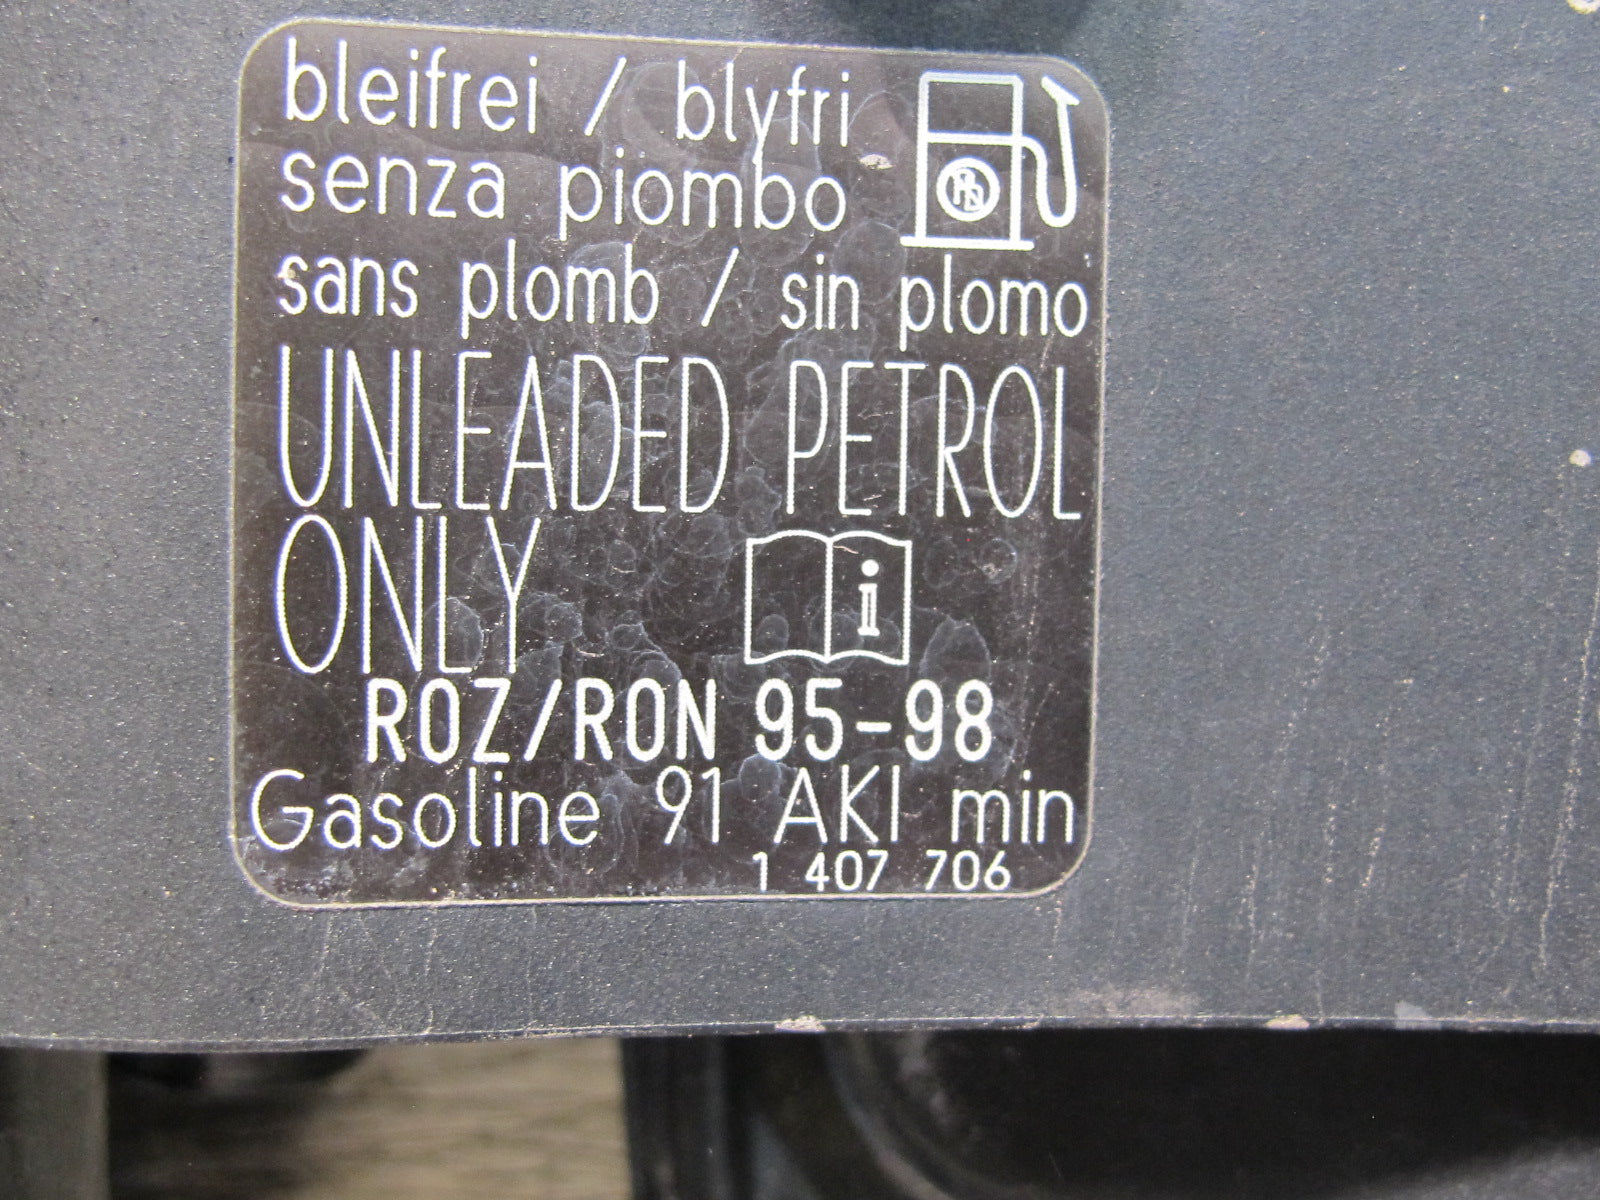 bleifrei / blyfri
senza piombo
sans plomb / sin plomo
UNLEADED PETROL
ONLY
i
ROZ/RON 95-98
Gasoline 91 AKI min
1 407 706